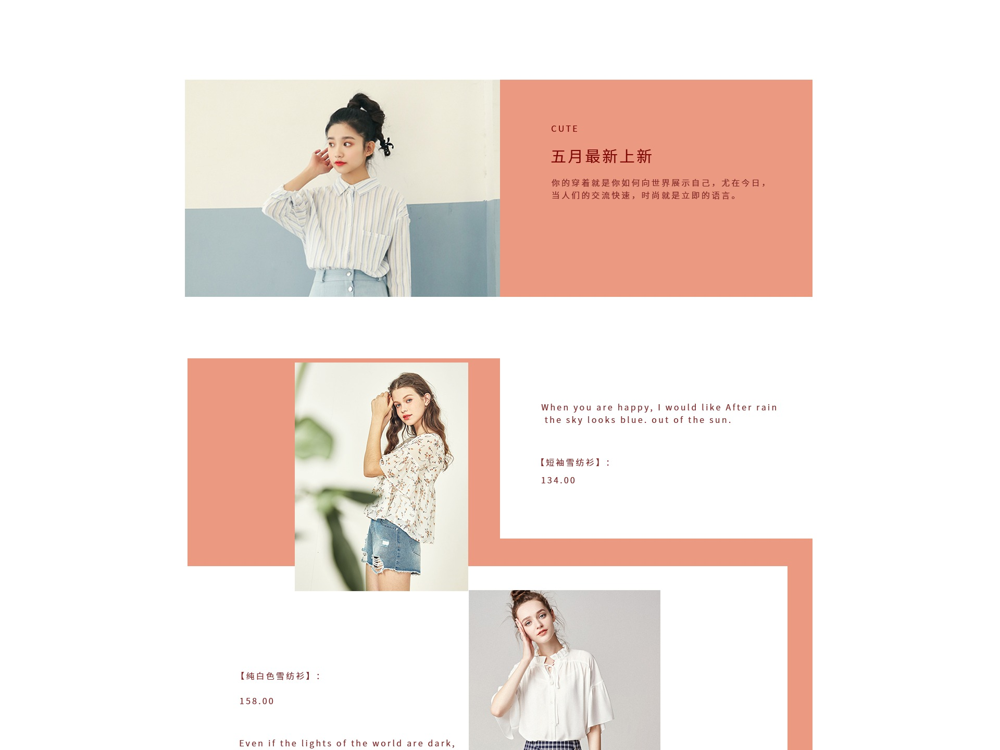 CUTE
五月最新上新
你的穿着就是你如何向世界展示自己，尤在今日，
当人们的交流快速，时尚就是立即的语言。
When you are happy, I would like After rain
the sky looks blue. out of the sun.
【短袖雪纺衫】：
134.00
【纯白色雪纺衫】：
158.00
Even if the lights of the world are dark,